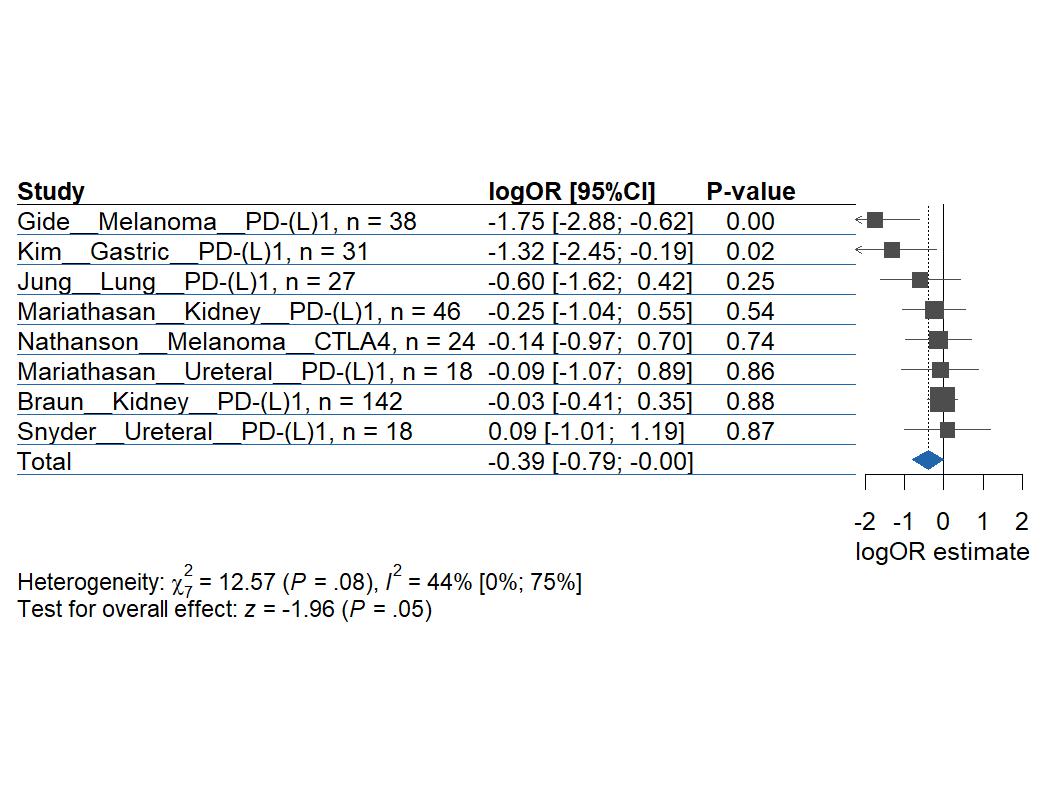 Study logOR [95%CI] P-value
Gide__Melanoma__PD-(L)1, n = 38 -1.75 [-2.88; -0.62] 0.00
Kim__Gastric__PD-(L)1, n = 31 -1.32 [-2.45; -0.19] 0.02
Jung__Lung__PD-(L)1, n = 27 -0.60 [-1.62; 0.42] 0.25
Mariathasan__Kidney__PD-(L)1, n = 46 -0.25 [-1.04; 0.55] 0.54
Nathanson__Melanoma__CTLA4, n = 24 -0.14 [-0.97; 0.70] 0.74
Mariathasan__Ureteral__PD-(L)1, n = 18 -0.09 [-1.07; 0.89] 0.86
Braun__Kidney__PD-(L)1, n = 142 -0.03 [-0.41; 0.35] 0.88
Snyder__Ureteral__PD-(L)1, n = 18 0.09 [-1.01; 1.19] 0.87
Total -0.39 [-0.79; -0.00]
-2 -1 0 1 2
logOR estimate
Heterogeneity: χ²₇ = 12.57 (P = .08), I² = 44% [0%; 75%]
Test for overall effect: z = -1.96 (P = .05)